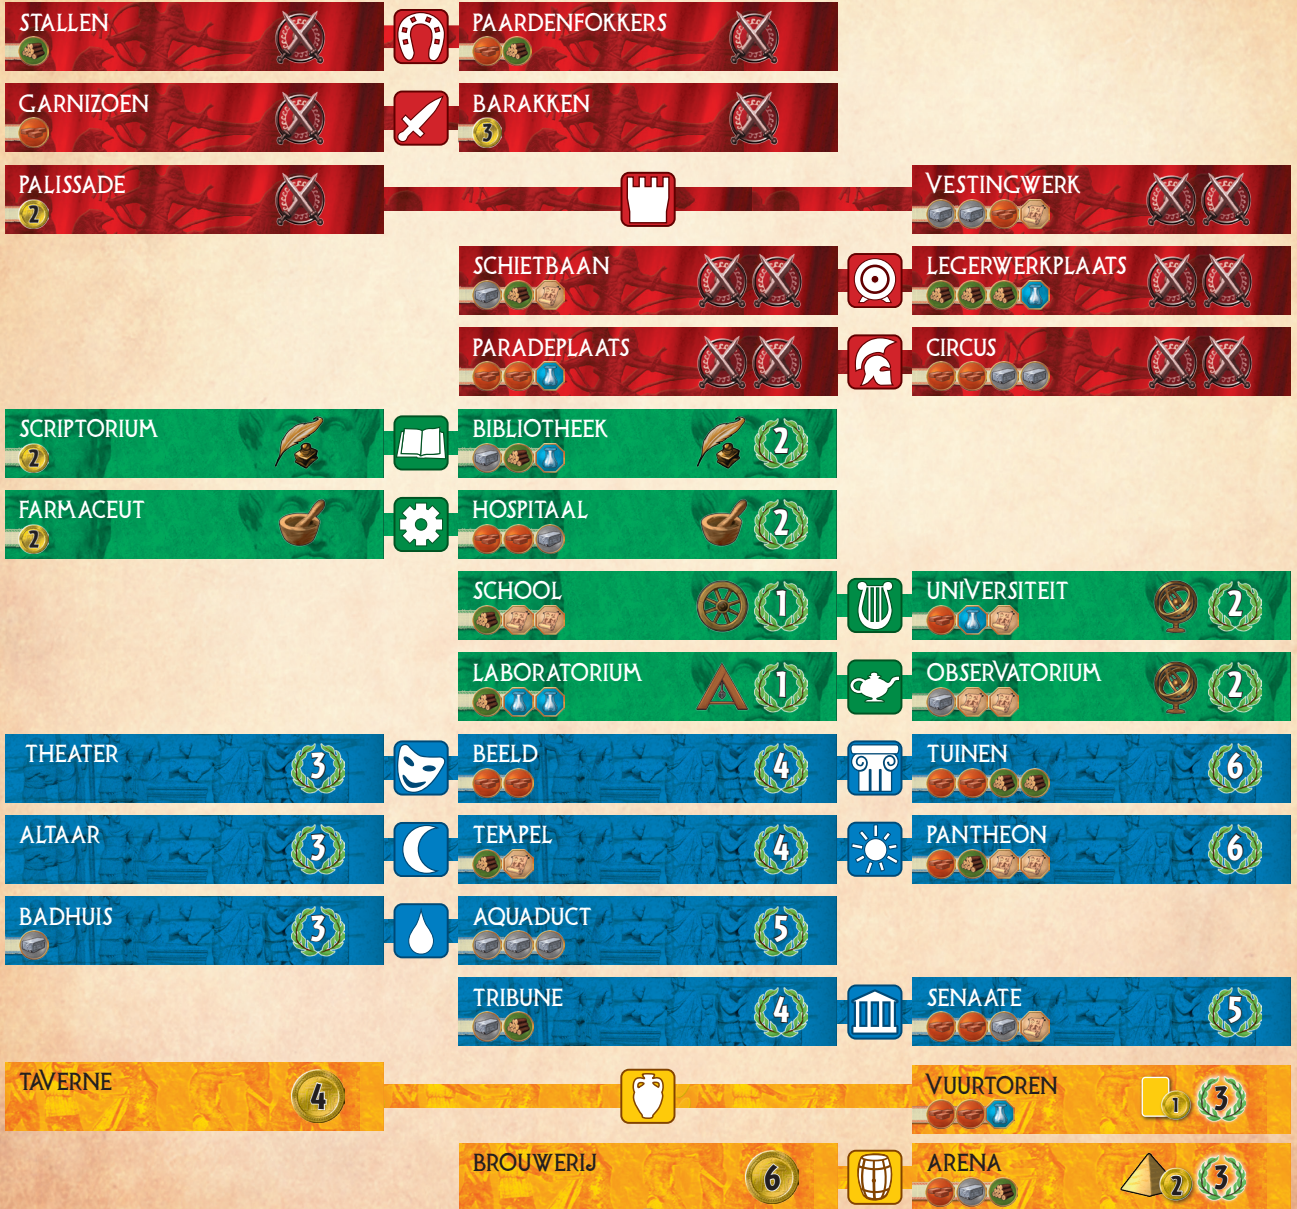 STALLEN
PAARDENFOKKERS
GARNIZOEN
BARAKKEN
3
PALISSADE
2
VESTINGWERK
SCHIETBAAN
LEGERWERKPLAATS
PARADEPLAATS
CIRCUS
SCRIPTORIUM
2
BIBLIOTHEEK
2
FARMACEUT
2
HOSPITAAL
2
SCHOOL
1
UNIVERSITEIT
2
LABORATORIUM
1
OBSERVATORIUM
2
THEATER
3
BEELD
4
TUINEN
6
ALTAAR
3
TEMPEL
4
PANTHEON
6
BADHUIS
3
AQUADUCT
5
TRIBUNE
4
SENAATE
5
TAVERNE
4
VUURTOREN
1
3
BROUWERIJ
6
ARENA
2
3